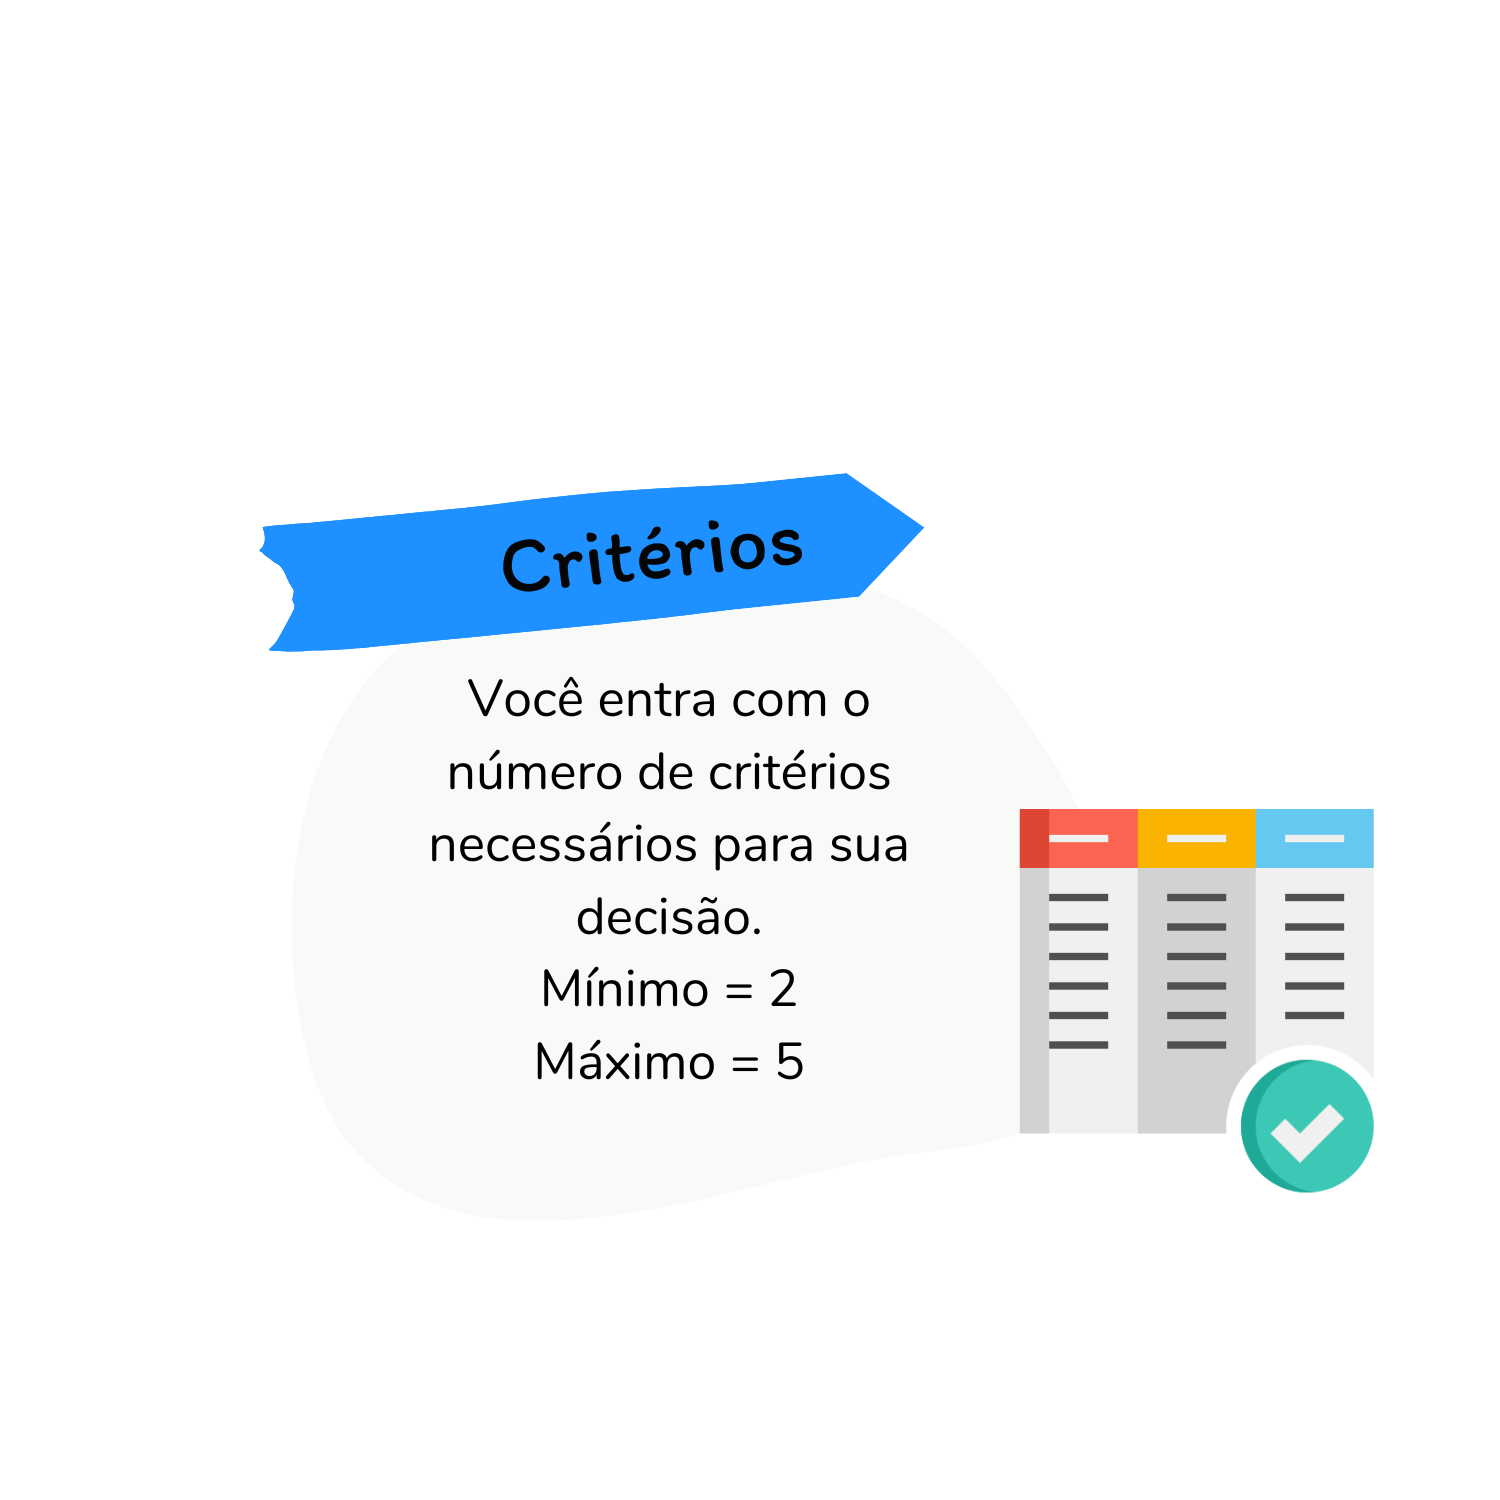 Critérios
Você entra com o
número de critérios
necessários para sua
decisão.
Mínimo = 2
Máximo = 5